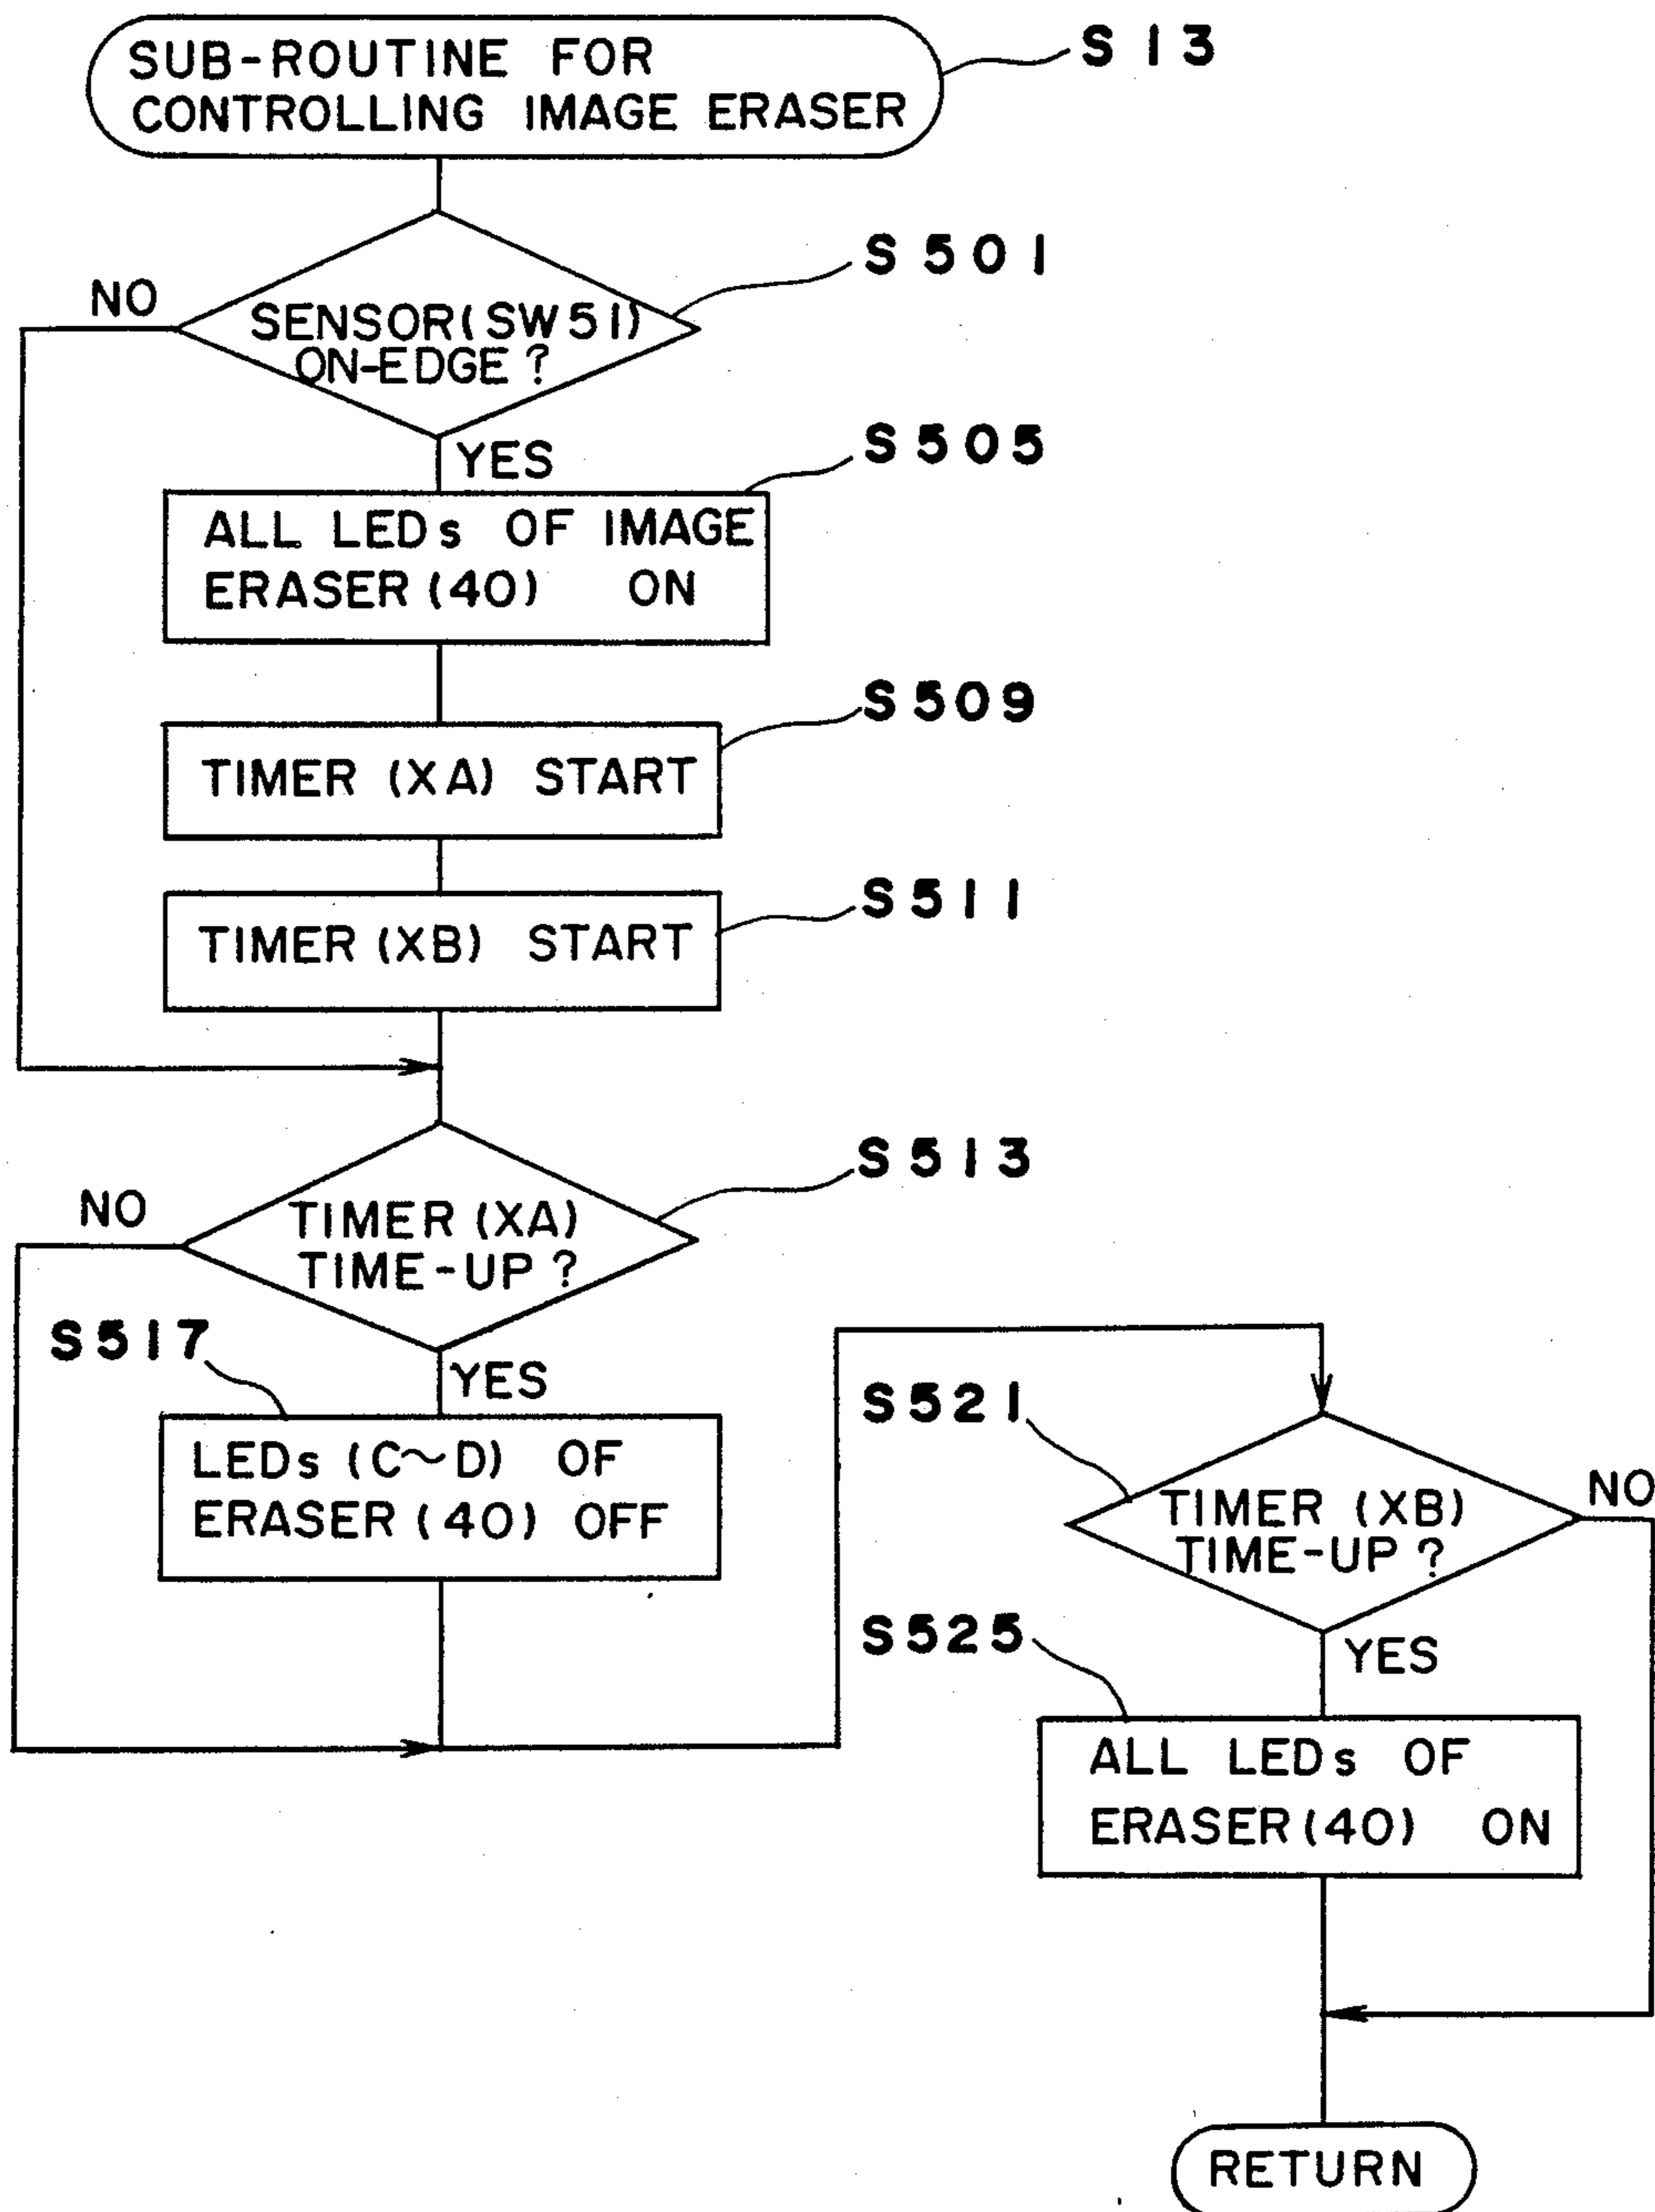 SUB-ROUTINE FOR
CONTROLLING IMAGE ERASER
S13
S501
NO
SENSOR(SW51)
ON-EDGE?
YES
S505
ALL LEDs OF IMAGE
ERASER(40) ON
S509
TIMER (XA) START
S511
TIMER (XB) START
S513
NO
TIMER (XA)
TIME-UP?
S517
YES
LEDs (C~D) OF
ERASER(40) OFF
S521
NO
TIMER (XB)
TIME-UP?
S525
YES
ALL LEDs OF
ERASER(40) ON
RETURN